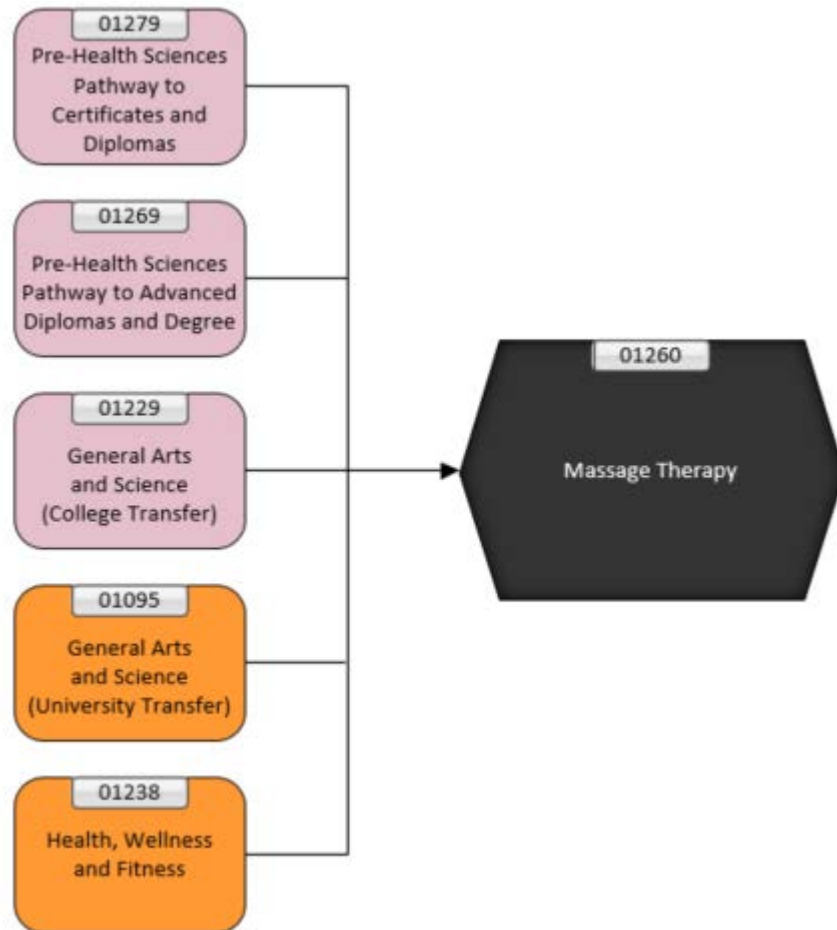 01279
Pre-Health Sciences
Pathway to
Certificates and
Diplomas
01269
Pre-Health Sciences
Pathway to Advanced
Diplomas and Degree
01229
General Arts
and Science
(College Transfer)
01095
General Arts
and Science
(University Transfer)
01238
Health, Wellness
and Fitness
01260
Massage Therapy